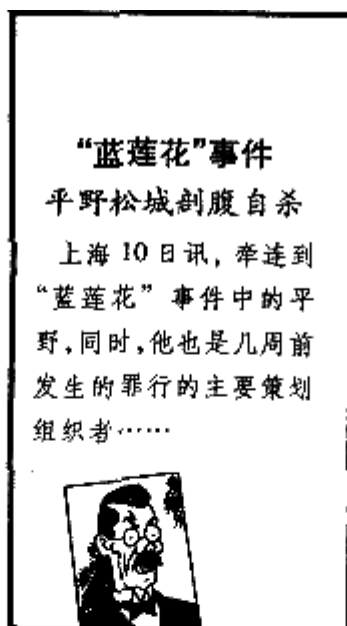 “蓝莲花”事件
平野松城剖腹自杀
上海10日讯，牵连到
“蓝莲花”事件中的平
野，同时，他也是几周前
发生的罪行的主要策划
组织者……